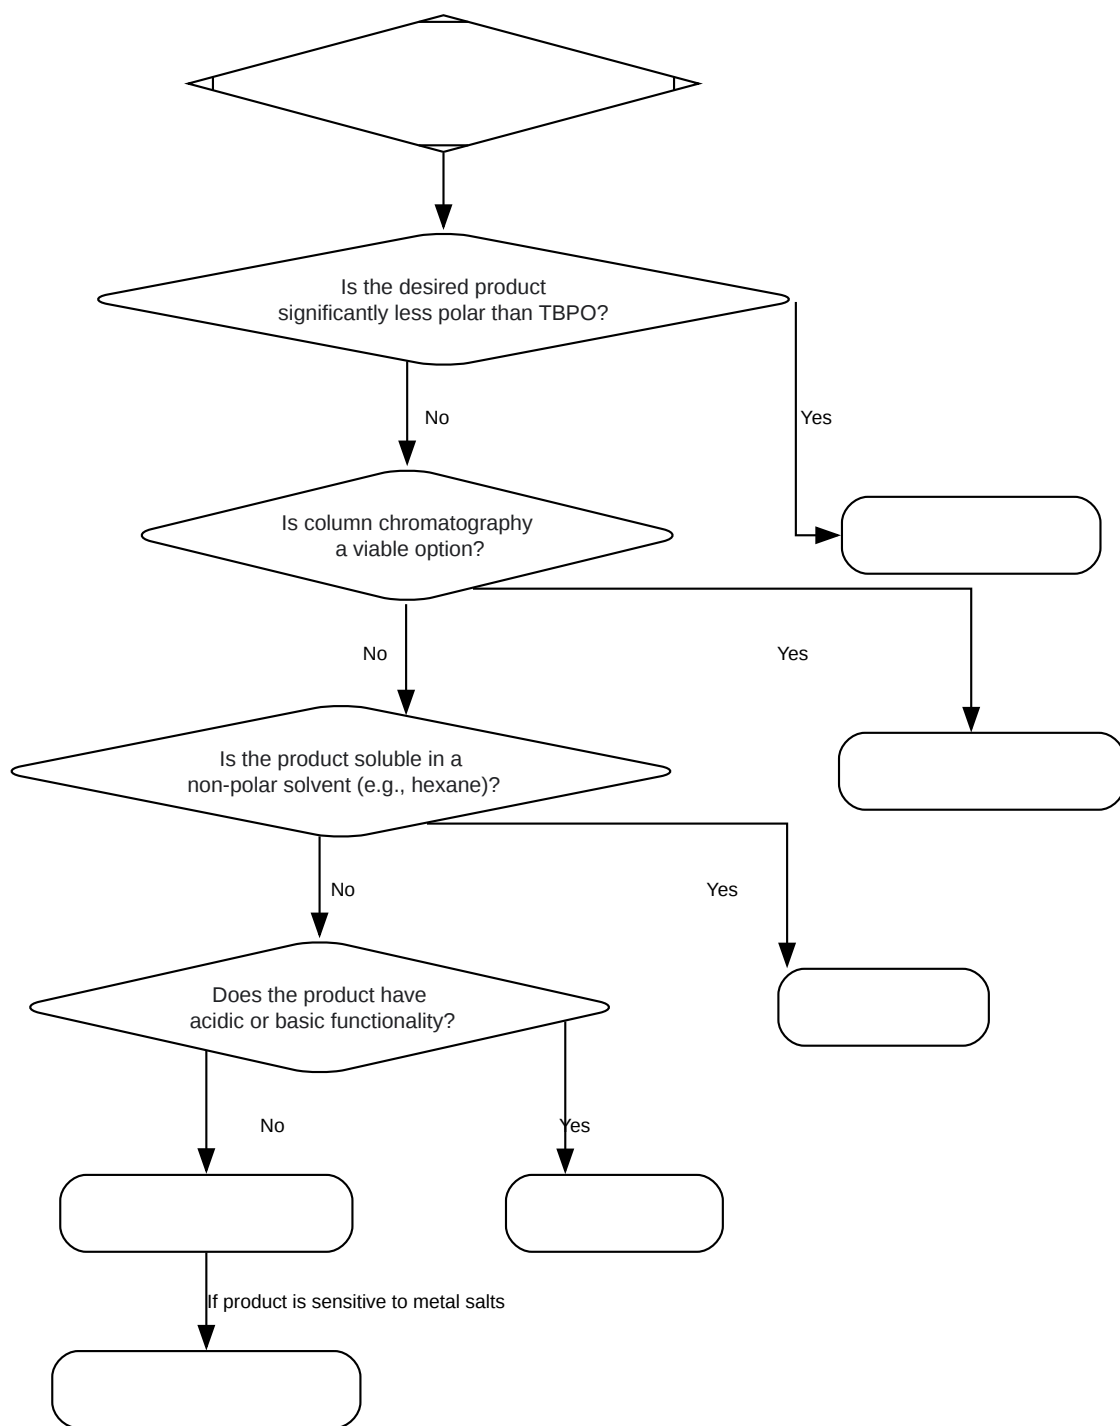 Is the desired product
significantly less polar than TBPO?
No
Yes
Is column chromatography
a viable option?
No
Yes
Is the product soluble in a
non-polar solvent (e.g., hexane)?
No
Yes
Does the product have
acidic or basic functionality?
No
Yes
If product is sensitive to metal salts